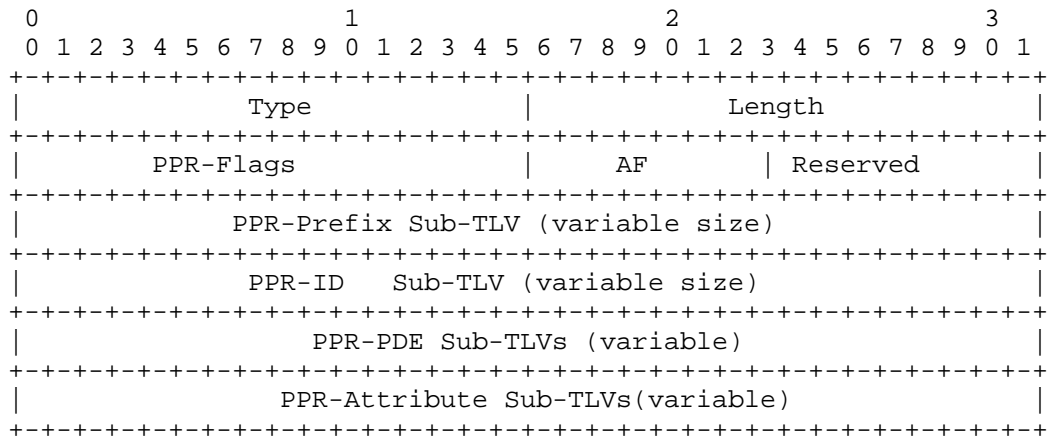 0                   1                   2                   3
 0 1 2 3 4 5 6 7 8 9 0 1 2 3 4 5 6 7 8 9 0 1 2 3 4 5 6 7 8 9 0 1
+-+-+-+-+-+-+-+-+-+-+-+-+-+-+-+-+-+-+-+-+-+-+-+-+-+-+-+-+-+-+-+-+
|              Type             |             Length            |
+-+-+-+-+-+-+-+-+-+-+-+-+-+-+-+-+-+-+-+-+-+-+-+-+-+-+-+-+-+-+-+-+
|        PPR-Flags              |     AF       | Reserved       |
+-+-+-+-+-+-+-+-+-+-+-+-+-+-+-+-+-+-+-+-+-+-+-+-+-+-+-+-+-+-+-+-+
|             PPR-Prefix Sub-TLV (variable size)                |
+-+-+-+-+-+-+-+-+-+-+-+-+-+-+-+-+-+-+-+-+-+-+-+-+-+-+-+-+-+-+-+-+
|              PPR-ID   Sub-TLV (variable size)                 |
+-+-+-+-+-+-+-+-+-+-+-+-+-+-+-+-+-+-+-+-+-+-+-+-+-+-+-+-+-+-+-+-+
|                  PPR-PDE Sub-TLVs (variable)                  |
+-+-+-+-+-+-+-+-+-+-+-+-+-+-+-+-+-+-+-+-+-+-+-+-+-+-+-+-+-+-+-+-+
|                PPR-Attribute Sub-TLVs(variable)               |
+-+-+-+-+-+-+-+-+-+-+-+-+-+-+-+-+-+-+-+-+-+-+-+-+-+-+-+-+-+-+-+-+